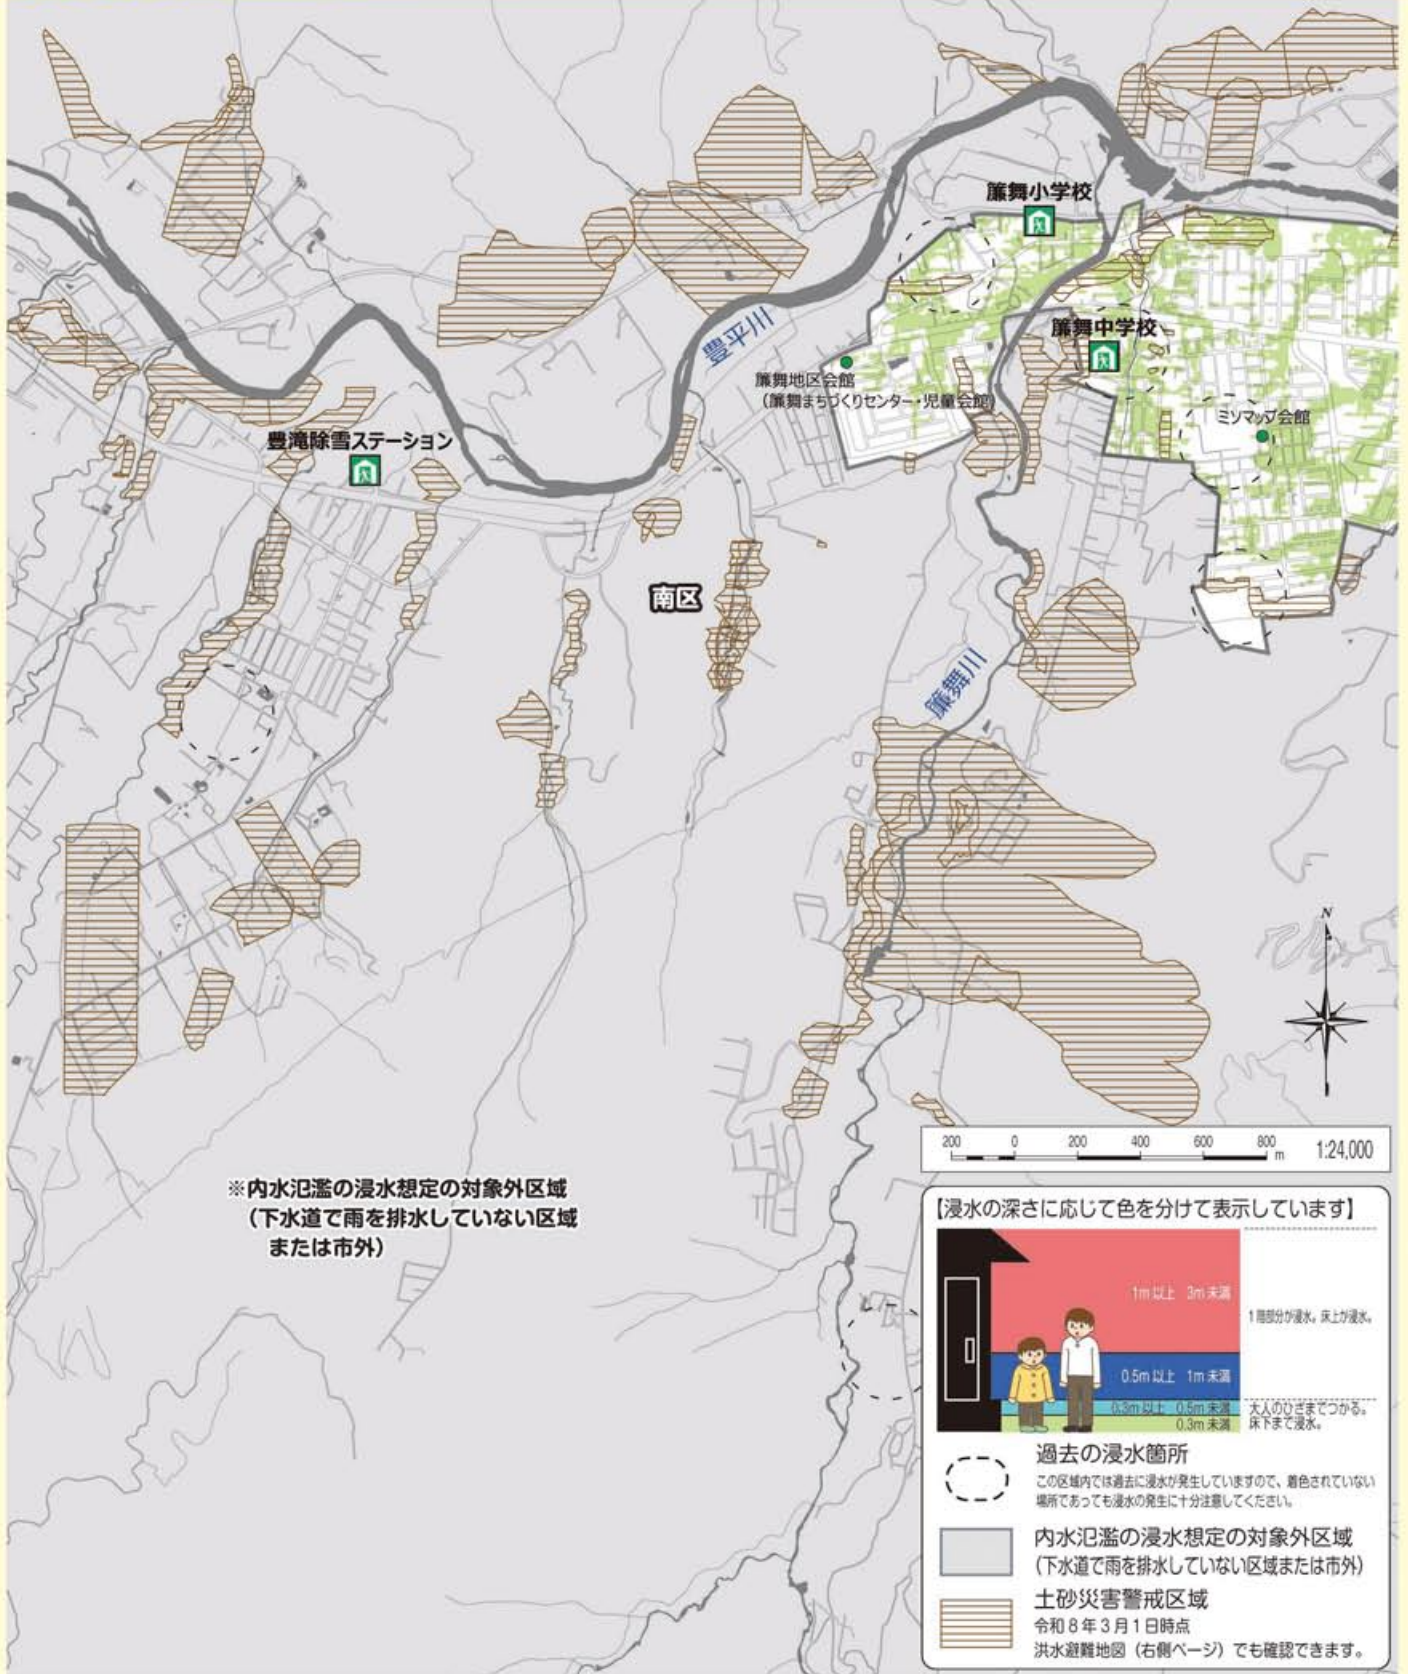 簾舞小学校
簾舞中学校
豊平川
簾舞地区会館
(簾舞まちづくりセンター・児童会館)
ミソマップ会館
豊滝除雪ステーション
南区
簾舞川
N
200 0 200 400 600 800 m 1:24,000
※内水氾濫の浸水想定の対象外区域
(下水道で雨を排水していない区域
または市外)
【浸水の深さに応じて色を分けて表示しています】
1m以上 3m未満
1階部分が浸水。床上が浸水。
0.5m以上 1m未満
0.3m以上 0.5m未満
0.3m未満
大人のひざまでつかる。
床下まで浸水。
過去の浸水箇所
この区域内では過去に浸水が発生していますので、着色されていない
場所であっても浸水の発生に十分注意してください。
内水氾濫の浸水想定の対象外区域
(下水道で雨を排水していない区域または市外)
土砂災害警戒区域
令和8年3月1日時点
洪水避難地図(右側ページ)でも確認できます。